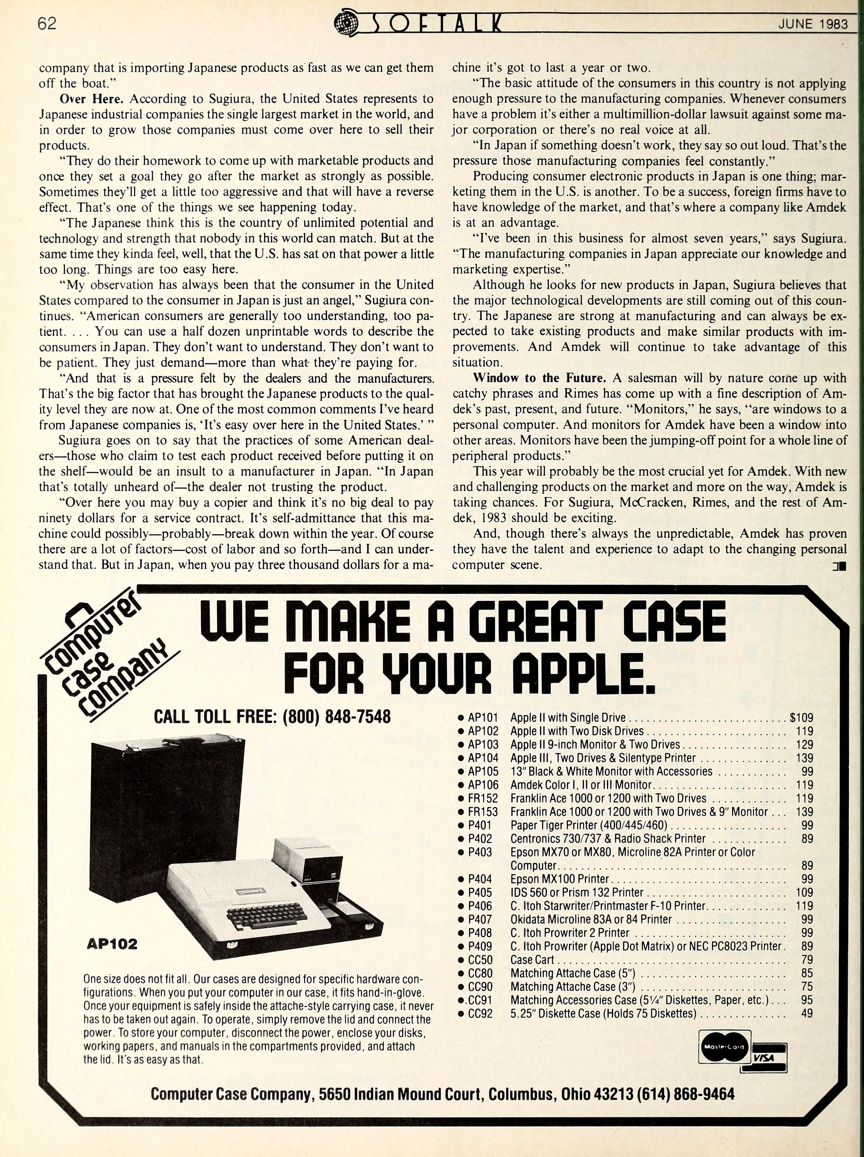 62
SOFTALK
JUNE 1983
company that is importing Japanese products as fast as we can get them
off the boat."
Over Here. According to Sugiura, the United States represents to
Japanese industrial companies the single largest market in the world, and
in order to grow those companies must come over here to sell their
products.
"They do their homework to come up with marketable products and
once they set a goal they go after the market as strongly as possible.
Sometimes they'll get a little too aggressive and that will have a reverse
effect. That's one of the things we see happening today.
"The Japanese think this is the country of unlimited potential and
technology and strength that nobody in this world can match. But at the
same time they kinda feel, well, that the U.S. has sat on that power a little
too long. Things are too easy here.
"My observation has always been that the consumer in the United
States compared to the consumer in Japan is just an angel," Sugiura con-
tinues. "American consumers are generally too understanding, too pa-
tient. . . . You can use a half dozen unprintable words to describe the
consumers in Japan. They don't want to understand. They don't want to
be patient. They just demand—more than what they're paying for.
"And that is a pressure felt by the dealers and the manufacturers.
That's the big factor that has brought the Japanese products to the qual-
ity level they are now at. One of the most common comments I've heard
from Japanese companies is, 'It's easy over here in the United States.' "
Sugiura goes on to say that the practices of some American deal-
ers—those who claim to test each product received before putting it on
the shelf—would be an insult to a manufacturer in Japan. "In Japan
that's totally unheard of—the dealer not trusting the product.
"Over here you may buy a copier and think it's no big deal to pay
ninety dollars for a service contract. It's self-admittance that this ma-
chine could possibly—probably—break down within the year. Of course
there are a lot of factors—cost of labor and so forth—and I can under-
stand that. But in Japan, when you pay three thousand dollars for a ma-
chine it's got to last a year or two.
"The basic attitude of the consumers in this country is not applying
enough pressure to the manufacturing companies. Whenever consumers
have a problem it's either a multimillion-dollar lawsuit against some ma-
jor corporation or there's no real voice at all.
"In Japan if something doesn't work, they say so out loud. That's the
pressure those manufacturing companies feel constantly."
Producing consumer electronic products in Japan is one thing; mar-
keting them in the U.S. is another. To be a success, foreign firms have to
have knowledge of the market, and that's where a company like Amdek
is at an advantage.
"I've been in this business for almost seven years," says Sugiura.
"The manufacturing companies in Japan appreciate our knowledge and
marketing expertise."
Although he looks for new products in Japan, Sugiura believes that
the major technological developments are still coming out of this coun-
try. The Japanese are strong at manufacturing and can always be ex-
pected to take existing products and make similar products with im-
provements. And Amdek will continue to take advantage of this
situation.
Window to the Future. A salesman will by nature come up with
catchy phrases and Rimes has come up with a fine description of Am-
dek's past, present, and future. "Monitors," he says, "are windows to a
personal computer. And monitors for Amdek have been a window into
other areas. Monitors have been the jumping-off point for a whole line of
peripheral products."
This year will probably be the most crucial yet for Amdek. With new
and challenging products on the market and more on the way, Amdek is
taking chances. For Sugiura, McCracken, Rimes, and the rest of Am-
dek, 1983 should be exciting.
And, though there's always the unpredictable, Amdek has proven
they have the talent and experience to adapt to the changing personal
computer scene.
computer
case
company
WE MAKE A GREAT CASE
FOR YOUR APPLE.
CALL TOLL FREE: (800) 848-7548
AP102
One size does not fit all. Our cases are designed for specific hardware con-
figurations. When you put your computer in our case, it fits hand-in-glove.
Once your equipment is safely inside the attache-style carrying case, it never
has to be taken out again. To operate, simply remove the lid and connect the
power. To store your computer, disconnect the power, enclose your disks,
working papers, and manuals in the compartments provided, and attach
the lid. It's as easy as that.
● AP101 Apple II with Single Drive . . . . . . . . . . $109
● AP102 Apple II with Two Disk Drives . . . . . . . . . . 119
● AP103 Apple II 9-inch Monitor & Two Drives . . . . . . . . . . 129
● AP104 Apple III, Two Drives & Silentype Printer . . . . . . . . . . 139
● AP105 13" Black & White Monitor with Accessories . . . . . . . . . . 99
● AP106 Amdek Color I, II or III Monitor . . . . . . . . . . 119
● FR152 Franklin Ace 1000 or 1200 with Two Drives . . . . . . . . . . 119
● FR153 Franklin Ace 1000 or 1200 with Two Drives & 9" Monitor . . . 139
● P401 Paper Tiger Printer (400/445/460) . . . . . . . . . . 99
● P402 Centronics 730/737 & Radio Shack Printer . . . . . . . . . . 89
● P403 Epson MX70 or MX80, Microline 82A Printer or Color
Computer . . . . . . . . . . 89
● P404 Epson MX100 Printer . . . . . . . . . . 99
● P405 IDS 560 or Prism 132 Printer . . . . . . . . . . 109
● P406 C. Itoh Starwriter/Printmaster F-10 Printer . . . . . . . . . . 119
● P407 Okidata Microline 83A or 84 Printer . . . . . . . . . . 99
● P408 C. Itoh Prowriter 2 Printer . . . . . . . . . . 99
● P409 C. Itoh Prowriter (Apple Dot Matrix) or NEC PC8023 Printer . 89
● CC50 Case Cart . . . . . . . . . . 79
● CC80 Matching Attache Case (5") . . . . . . . . . . 85
● CC90 Matching Attache Case (3") . . . . . . . . . . 75
● CC91 Matching Accessories Case (5¼" Diskettes, Paper, etc.) . . . 95
● CC92 5.25" Diskette Case (Holds 75 Diskettes) . . . . . . . . . . 49
MasterCard
VISA
Computer Case Company, 5650 Indian Mound Court, Columbus, Ohio 43213 (614) 868-9464